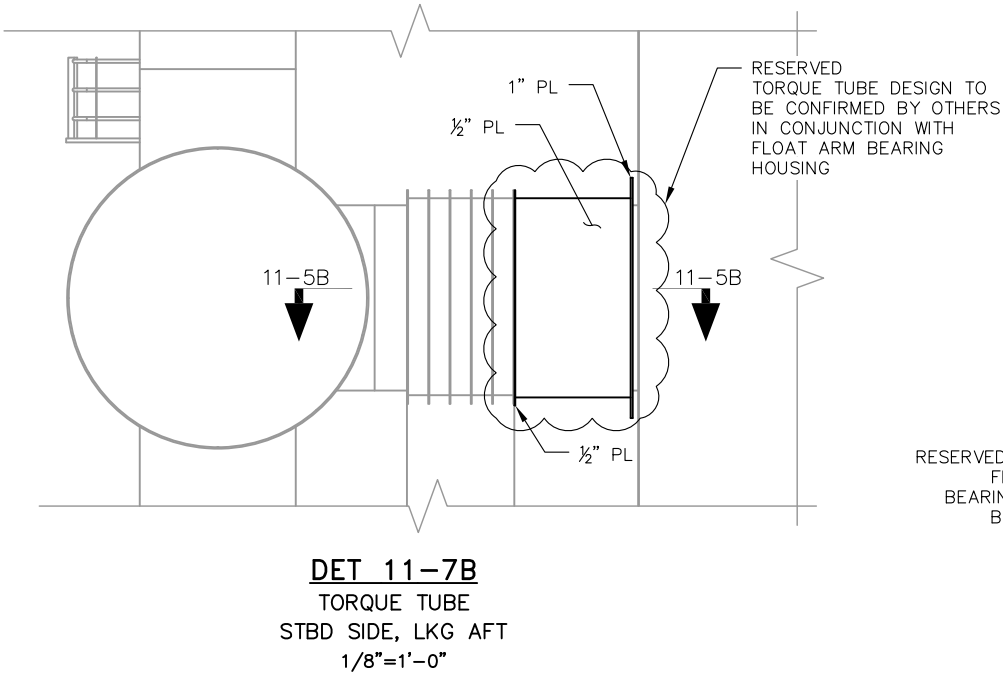 RESERVED
TORQUE TUBE DESIGN TO
BE CONFIRMED BY OTHERS
IN CONJUNCTION WITH
FLOAT ARM BEARING
HOUSING
1" PL
½" PL
11-5B
11-5B
½" PL
RESERVED
DET 11-7B
TORQUE TUBE
STBD SIDE, LKG AFT
1/8"=1'-0"